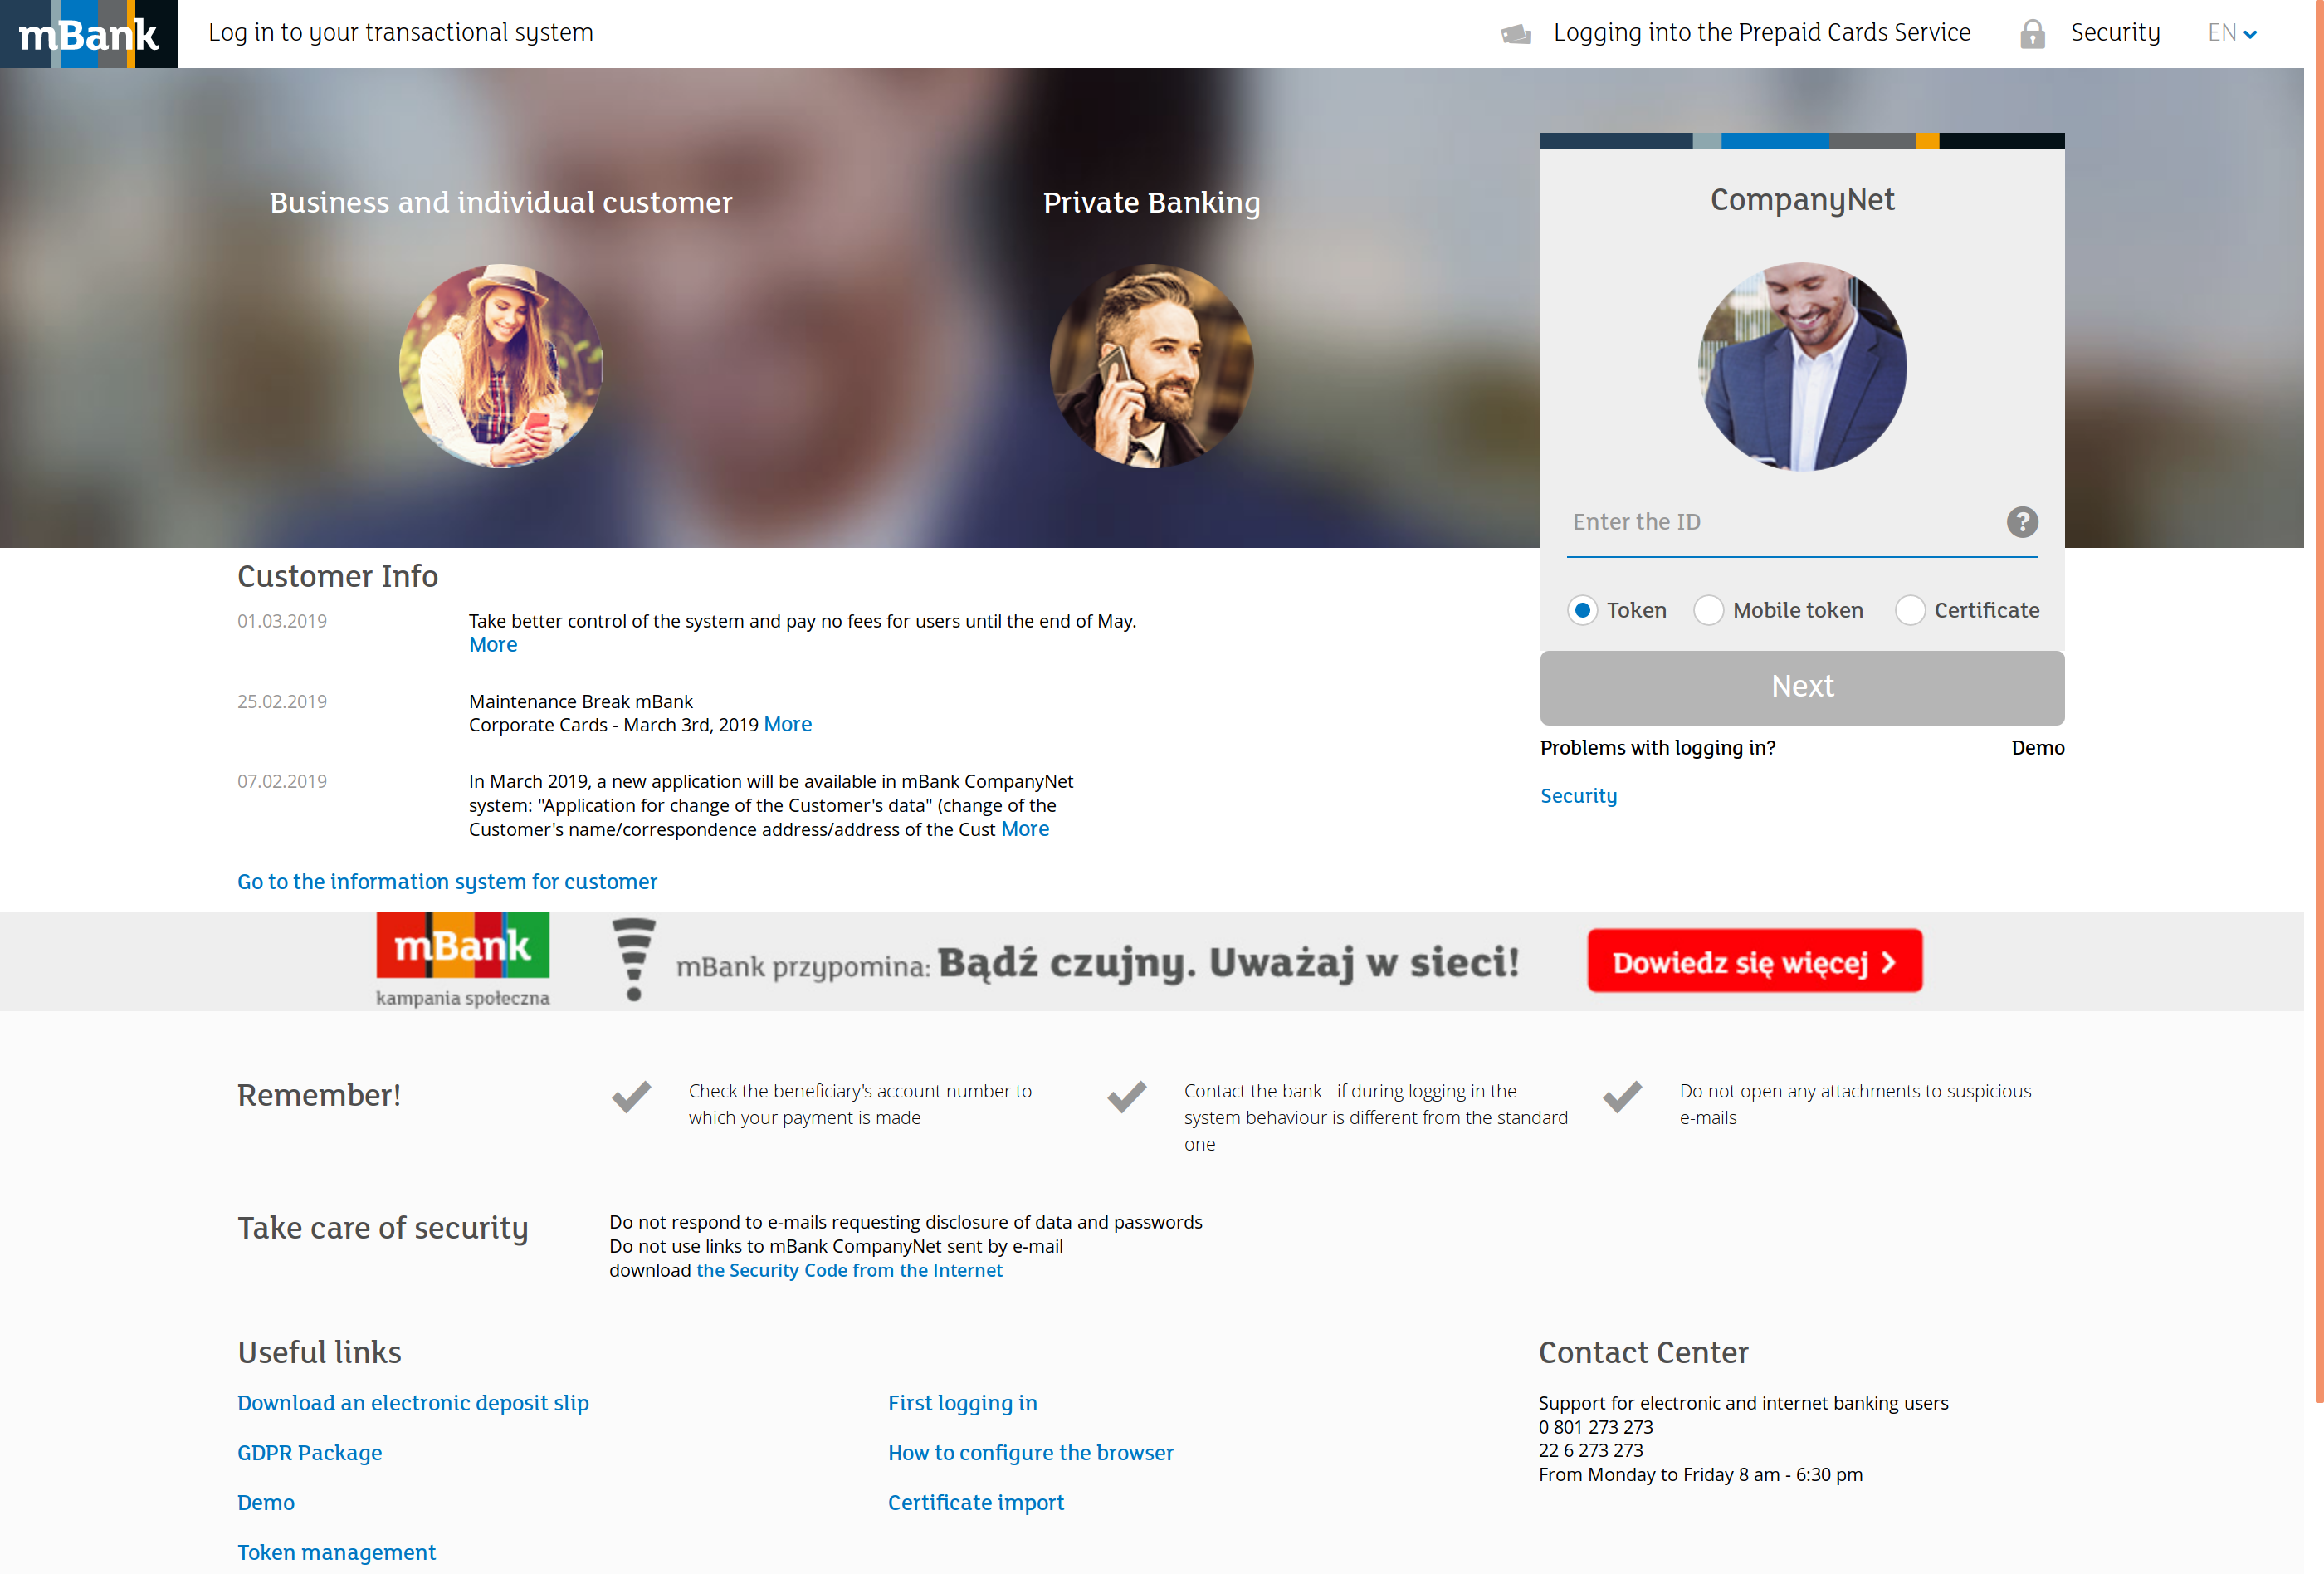 mBank
Log in to your transactional system
Logging into the Prepaid Cards Service
Security
EN
Business and individual customer
Private Banking
CompanyNet
Enter the ID
?
Token
Mobile token
Certificate
Next
Problems with logging in?
Demo
Security
Customer Info
01.03.2019
Take better control of the system and pay no fees for users until the end of May.
More
25.02.2019
Maintenance Break mBank
Corporate Cards - March 3rd, 2019 More
07.02.2019
In March 2019, a new application will be available in mBank CompanyNet
system: "Application for change of the Customer's data" (change of the
Customer's name/correspondence address/address of the Cust More
Go to the information system for customer
mBank
kampania społeczna
mBank przypomina: Bądź czujny. Uważaj w sieci!
Dowiedz się więcej
Remember!
Check the beneficiary's account number to
which your payment is made
Contact the bank - if during logging in the
system behaviour is different from the standard
one
Do not open any attachments to suspicious
e-mails
Take care of security
Do not respond to e-mails requesting disclosure of data and passwords
Do not use links to mBank CompanyNet sent by e-mail
download the Security Code from the Internet
Useful links
Download an electronic deposit slip
GDPR Package
Demo
Token management
First logging in
How to configure the browser
Certificate import
Contact Center
Support for electronic and internet banking users
0 801 273 273
22 6 273 273
From Monday to Friday 8 am - 6:30 pm